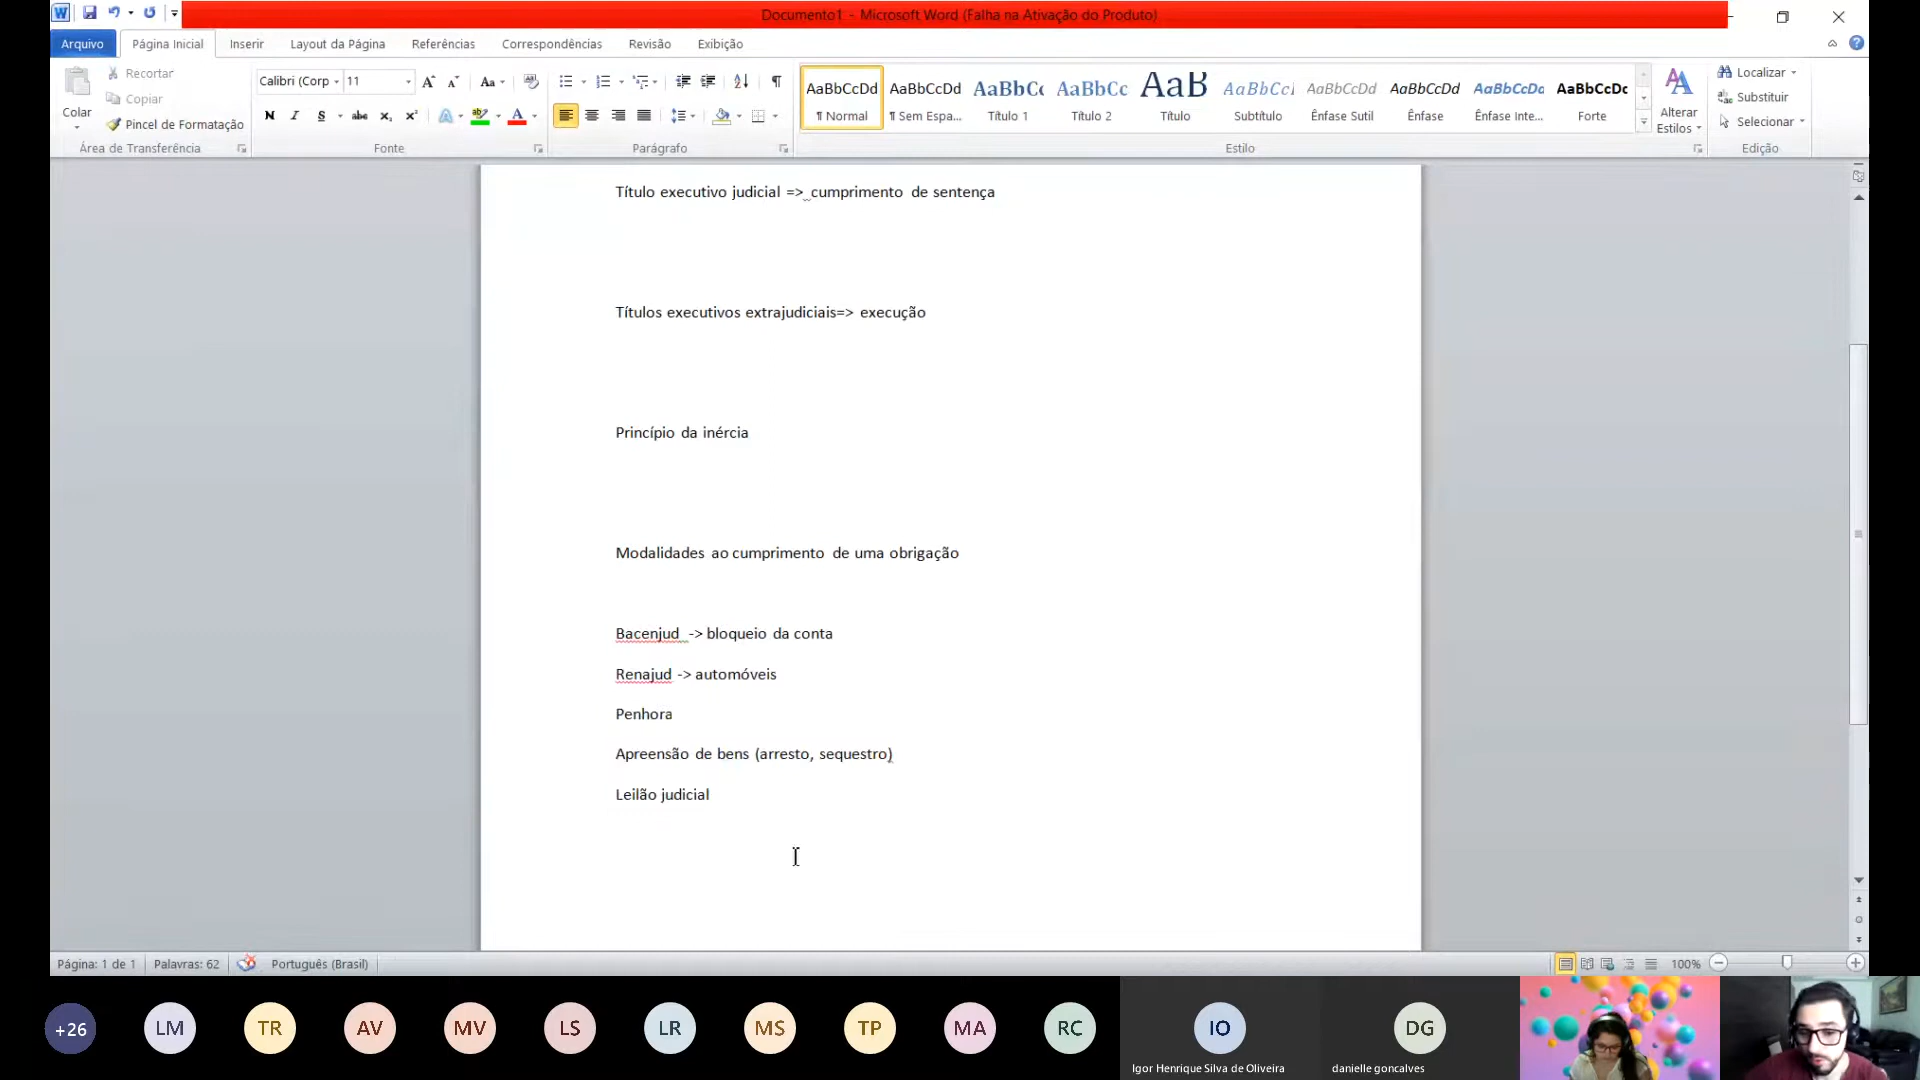 Documento1 - Microsoft Word (Falha na Ativação do Produto)
Arquivo Página Inicial Inserir Layout da Página Referências Correspondências Revisão Exibição
Colar
Recortar
Copiar
Pincel de Formatação
Área de Transferência
Calibri (Corp 11
N I S abc x₂ x²
Fonte
Parágrafo
AaBbCcDd AaBbCcDd AaBbCc AaBbCc AaB AaBbCcI AaBbCcDd AaBbCcDd AaBbCcDc AaBbCcDc
¶ Normal ¶ Sem Espa... Título 1 Título 2 Título Subtítulo Ênfase Sutil Ênfase Ênfase Inte... Forte
Estilo
Alterar
Estilos
Localizar
Substituir
Selecionar
Edição
Título executivo judicial => cumprimento de sentença
Títulos executivos extrajudiciais=> execução
Princípio da inércia
Modalidades ao cumprimento de uma obrigação
Bacenjud -> bloqueio da conta
Renajud -> automóveis
Penhora
Apreensão de bens (arresto, sequestro)
Leilão judicial
Página: 1 de 1 Palavras: 62 Português (Brasil) 100%
+26 LM TR AV MV LS LR MS TP MA RC IO DG
Igor Henrique Silva de Oliveira danielle goncalves